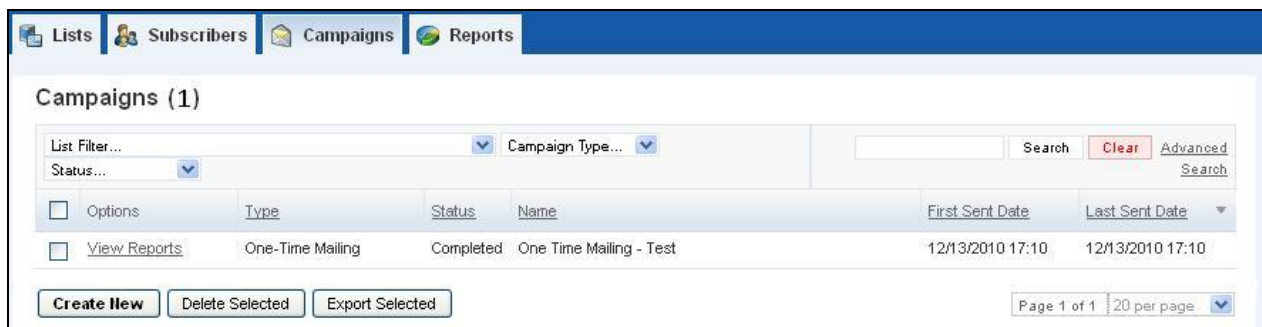 Lists Subscribers Campaigns Reports
Campaigns (1)
List Filter... Campaign Type... Search Clear Advanced
Status... Search
Options Type Status Name First Sent Date Last Sent Date
View Reports One-Time Mailing Completed One Time Mailing - Test 12/13/2010 17:10 12/13/2010 17:10
Create New Delete Selected Export Selected Page 1 of 1 20 per page